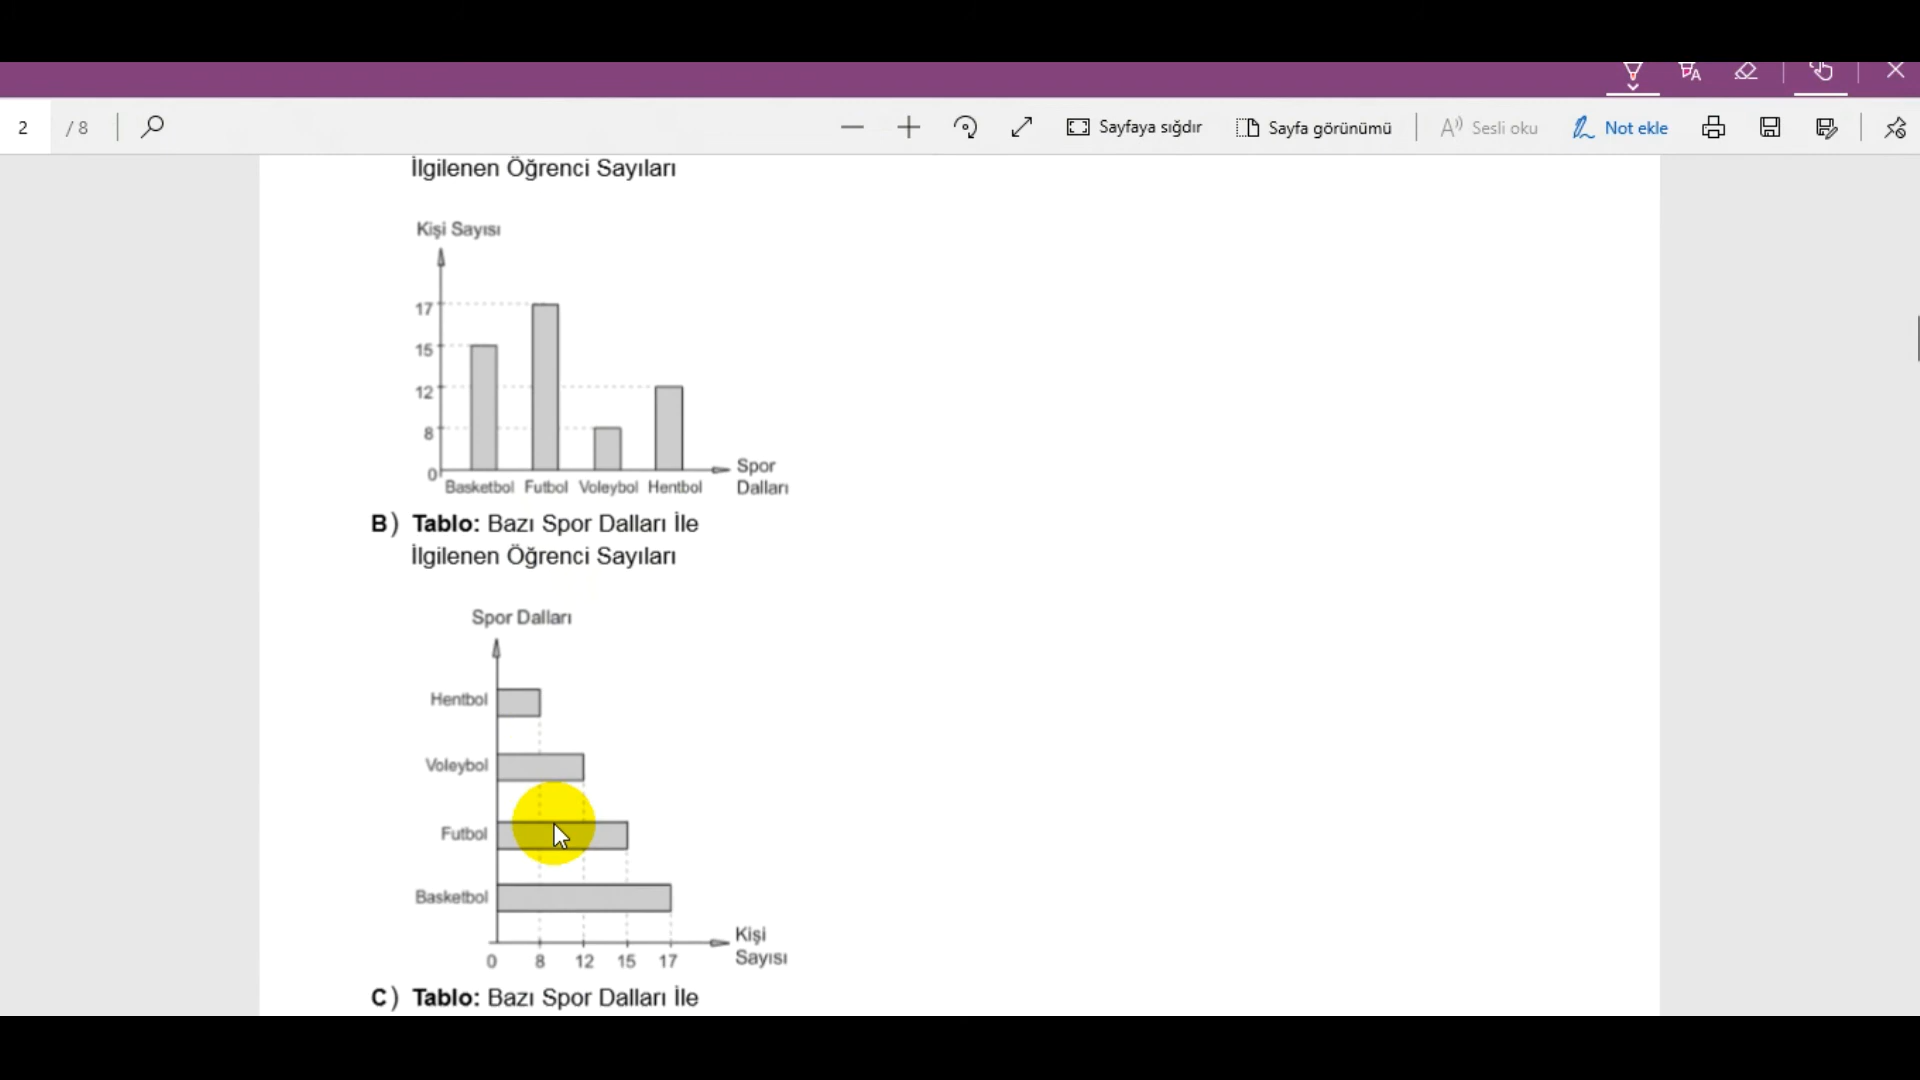 2 / 8 Sayfaya sığdır Sayfa görünümü A Sesli oku Not ekle
İlgilenen Öğrenci Sayıları
Kişi Sayısı
17
15
12
8
0
Basketbol Futbol Voleybol Hentbol
Spor
Dalları
B) Tablo: Bazı Spor Dalları İle
İlgilenen Öğrenci Sayıları
Spor Dalları
Hentbol
Voleybol
Futbol
Basketbol
0 8 12 15 17
Kişi
Sayısı
C) Tablo: Bazı Spor Dalları İle